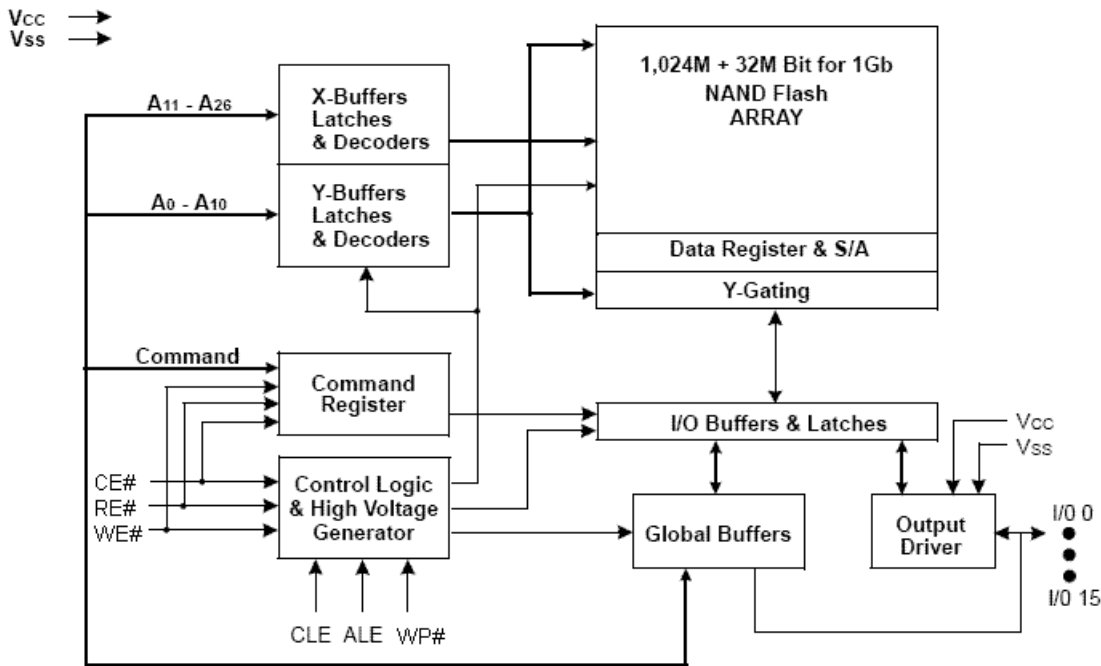 Vcc
Vss
A11 - A26
X-Buffers
Latches
& Decoders
A0 - A10
Y-Buffers
Latches
& Decoders
1,024M + 32M Bit for 1Gb
NAND Flash
ARRAY
Data Register & S/A
Y-Gating
Command
Command
Register
I/O Buffers & Latches
Vcc
Vss
CE#
RE#
WE#
Control Logic
& High Voltage
Generator
Global Buffers
Output
Driver
I/0 0
I/0 15
CLE
ALE
WP#